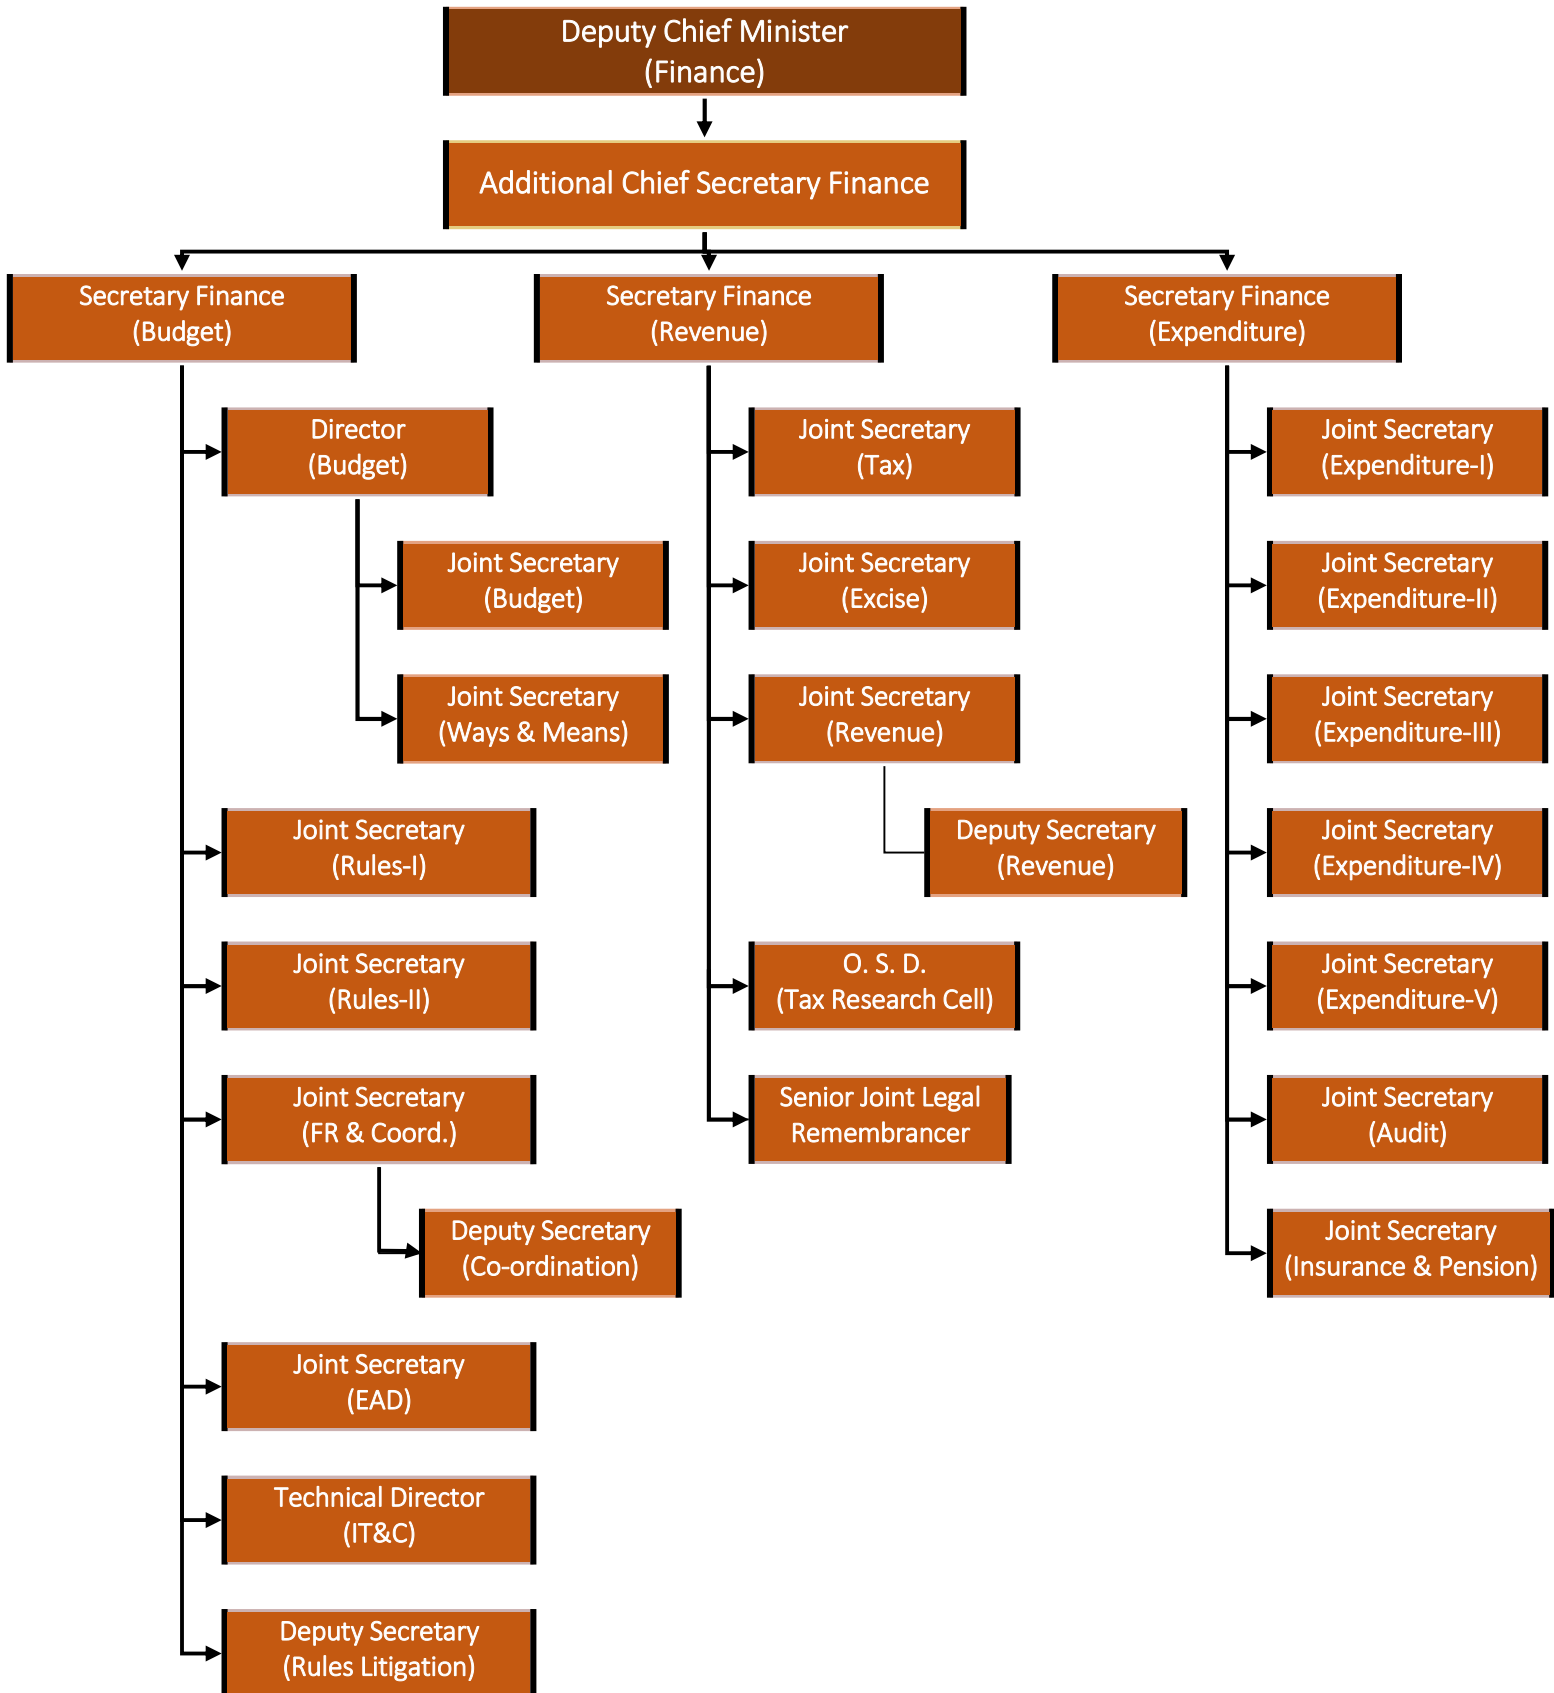 Deputy Chief Minister
(Finance)
Additional Chief Secretary Finance
Secretary Finance
(Budget)
Secretary Finance
(Revenue)
Secretary Finance
(Expenditure)
Director
(Budget)
Joint Secretary
(Budget)
Joint Secretary
(Ways & Means)
Joint Secretary
(Rules-I)
Joint Secretary
(Rules-II)
Joint Secretary
(FR & Coord.)
Deputy Secretary
(Co-ordination)
Joint Secretary
(EAD)
Technical Director
(IT&C)
Deputy Secretary
(Rules Litigation)
Joint Secretary
(Tax)
Joint Secretary
(Excise)
Joint Secretary
(Revenue)
Deputy Secretary
(Revenue)
O. S. D.
(Tax Research Cell)
Senior Joint Legal
Remembrancer
Joint Secretary
(Expenditure-I)
Joint Secretary
(Expenditure-II)
Joint Secretary
(Expenditure-III)
Joint Secretary
(Expenditure-IV)
Joint Secretary
(Expenditure-V)
Joint Secretary
(Audit)
Joint Secretary
(Insurance & Pension)